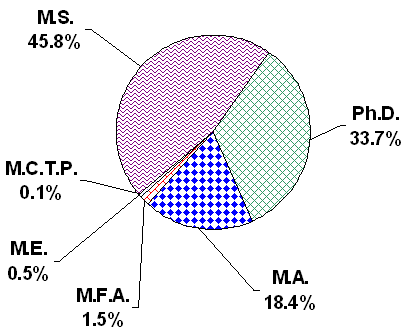 M.S.
45.8%
Ph.D.
33.7%
M.C.T.P.
0.1%
M.E.
0.5%
M.A.
18.4%
M.F.A.
1.5%